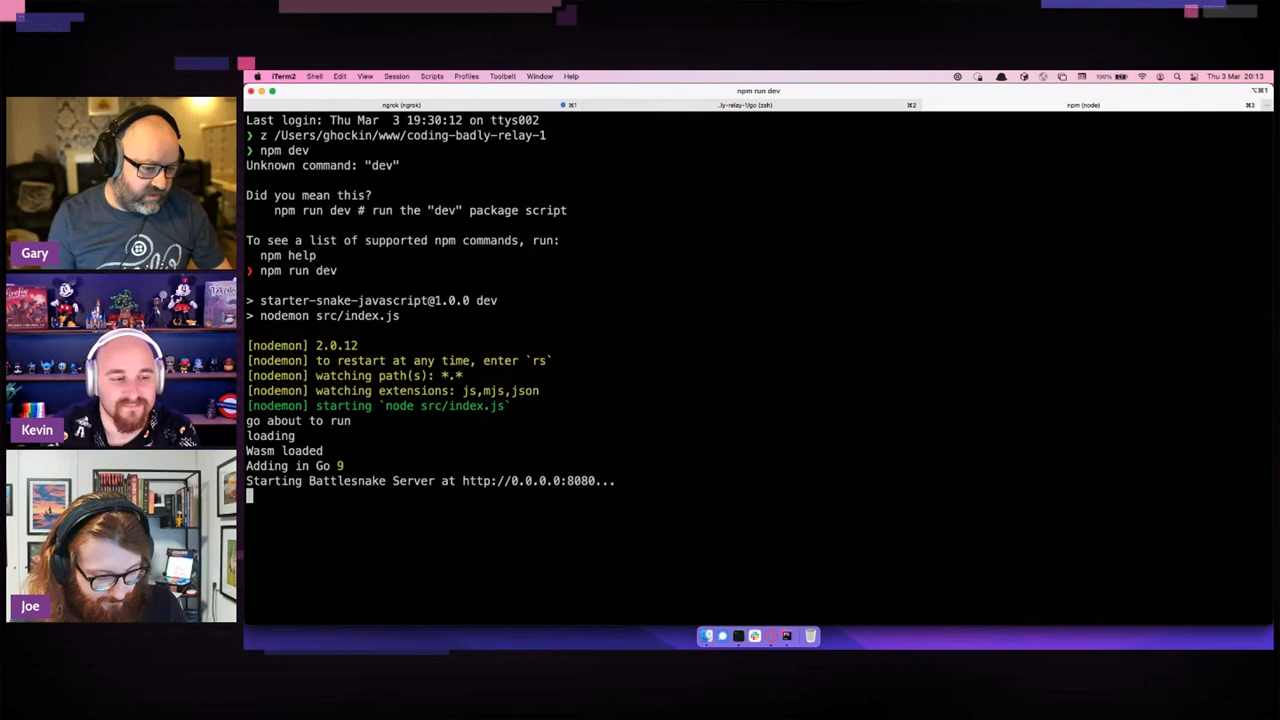 iTerm2 Shell Edit View Session Scripts Profiles Toolbelt Window Help
100% Thu 3 Mar 20:13
npm run dev
⌥⌘1
ngrok (ngrok) ⌘1 ..ly-relay-1/go (zsh) ⌘2 npm (node) ⌘3
Last login: Thu Mar  3 19:30:12 on ttys002
❯ z /Users/ghockin/www/coding-badly-relay-1
❯ npm dev
Unknown command: "dev"
Did you mean this?
npm run dev # run the "dev" package script
To see a list of supported npm commands, run:
npm help
❯ npm run dev
> starter-snake-javascript@1.0.0 dev
> nodemon src/index.js
[nodemon] 2.0.12
[nodemon] to restart at any time, enter `rs`
[nodemon] watching path(s): *.*
[nodemon] watching extensions: js,mjs,json
[nodemon] starting `node src/index.js`
go about to run
loading
Wasm loaded
Adding in Go 9
Starting Battlesnake Server at http://0.0.0.0:8080...
Gary
Kevin
Joe